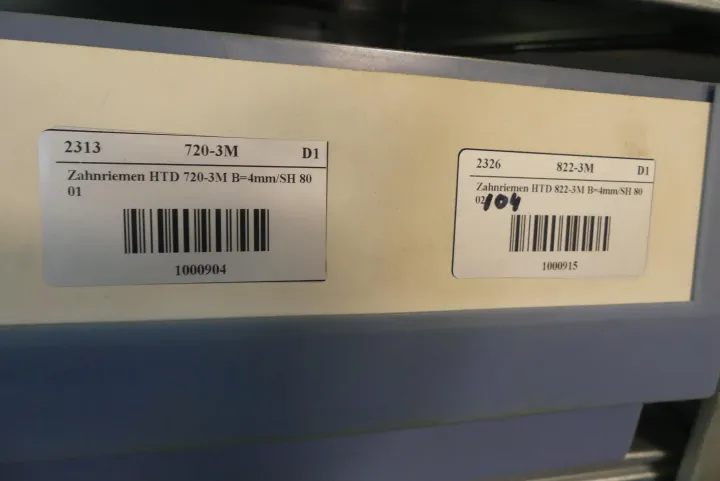 2313 720-3M D1
Zahnriemen HTD 720-3M B=4mm/SH 80
01
1000904
2326 822-3M D1
Zahnriemen HTD 822-3M B=4mm/SH 80
02/104
1000915